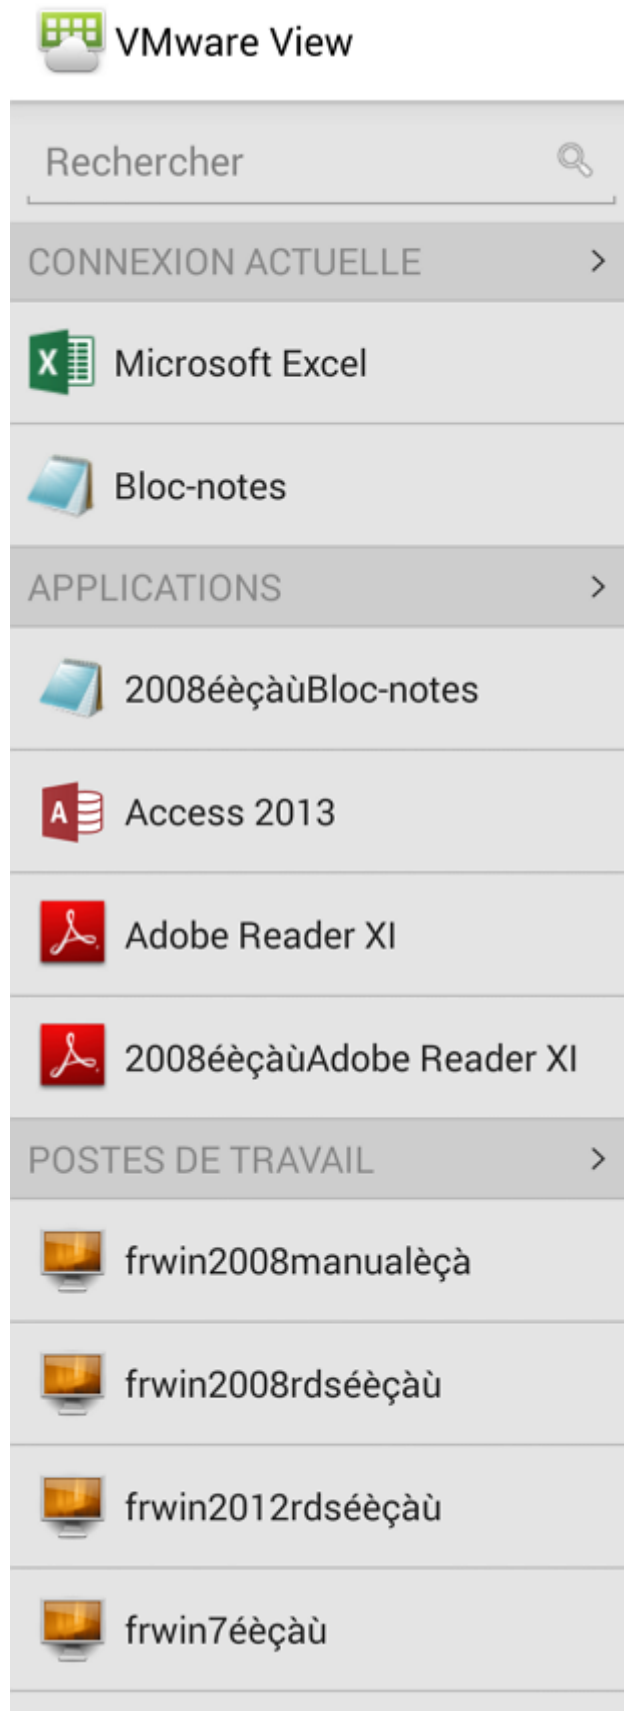 VMware View
Rechercher
CONNEXION ACTUELLE
Microsoft Excel
Bloc-notes
APPLICATIONS
2008éèçàùBloc-notes
Access 2013
Adobe Reader XI
2008éèçàùAdobe Reader XI
POSTES DE TRAVAIL
frwin2008manualèçà
frwin2008rdséèçàù
frwin2012rdséèçàù
frwin7éèçàù